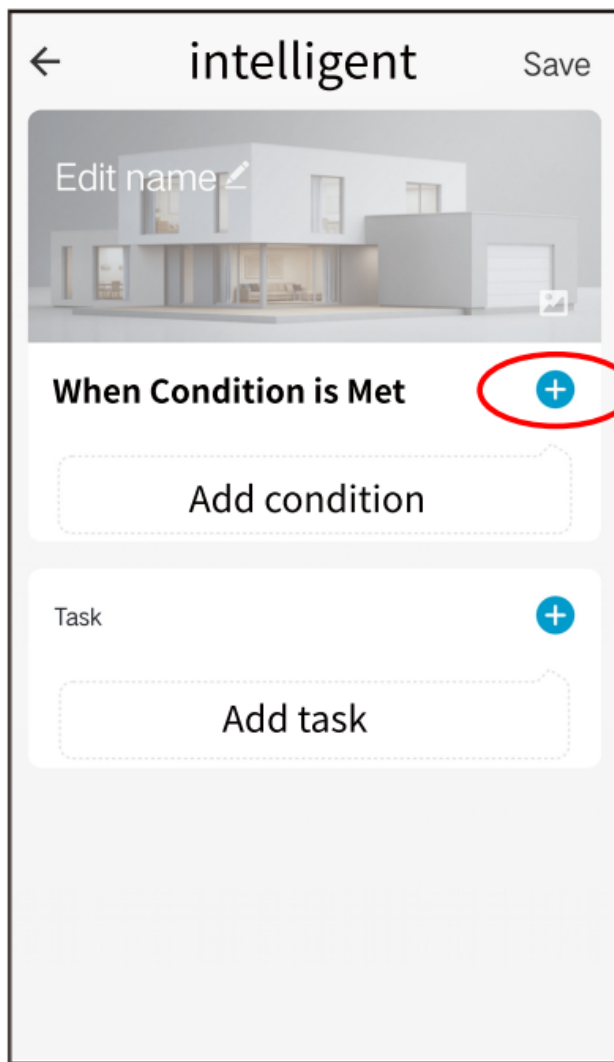 intelligent
Save
Edit name
When Condition is Met
Add condition
Task
Add task